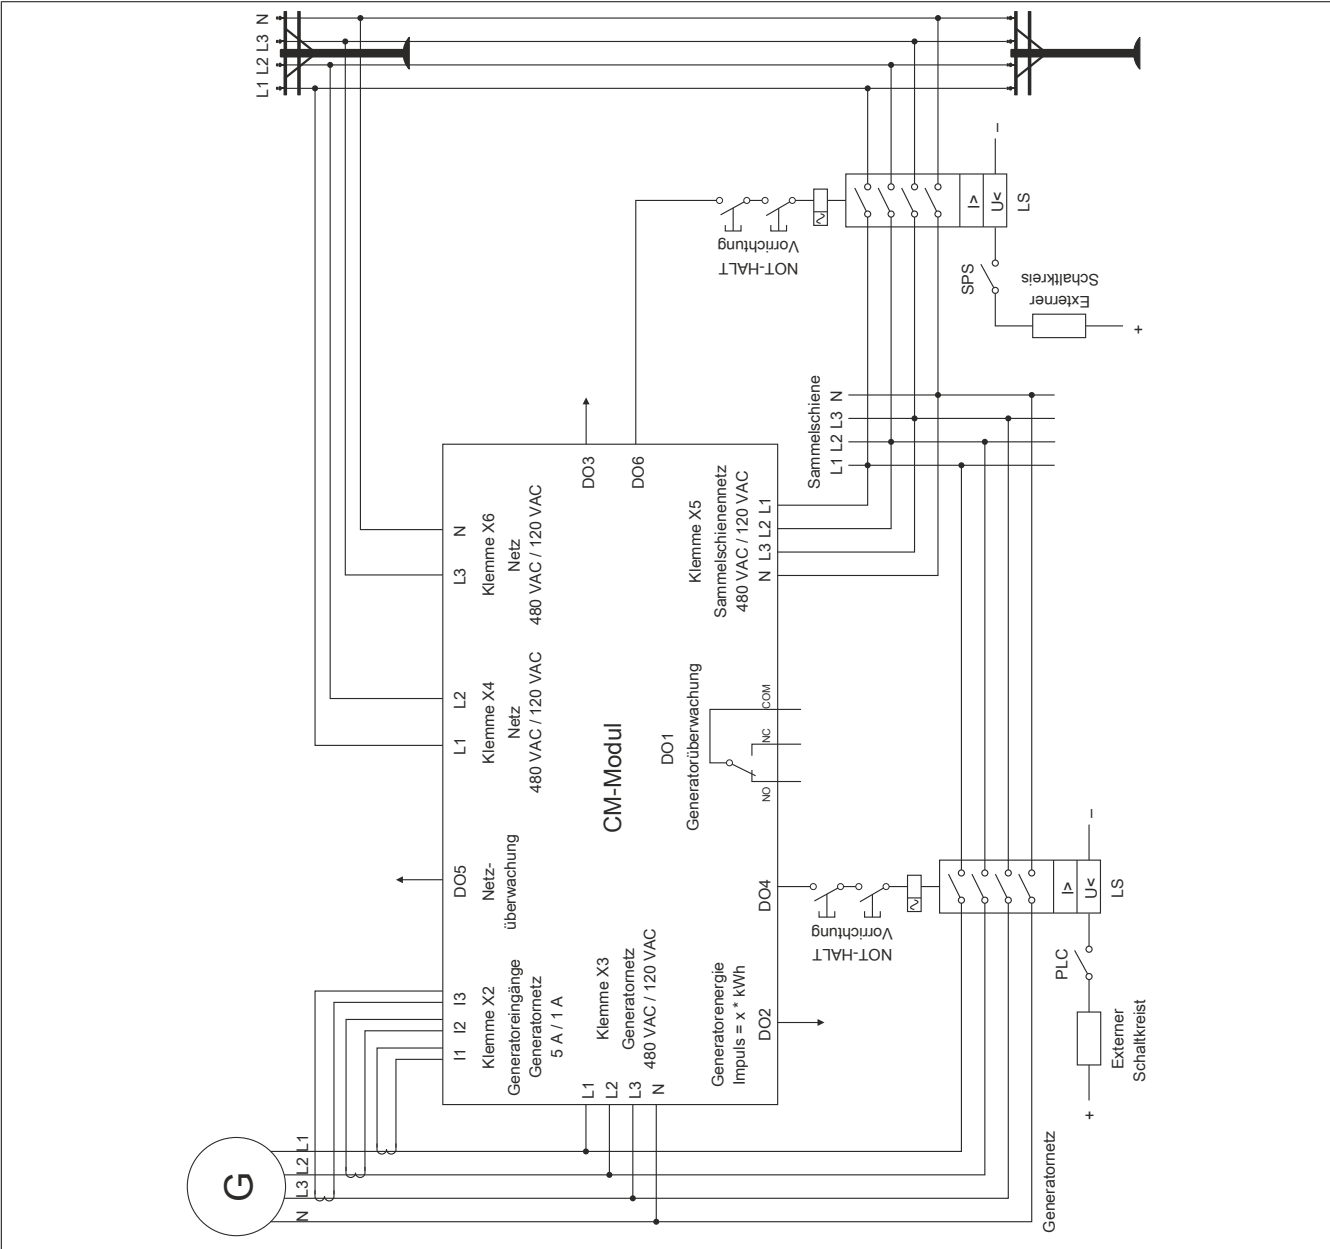 L1 L2 L3 N
NOT-HALT
Vorrichtung
I>
U<
LS
–
SPS
Externer
Schaltkreis
+
Sammelschiene
L1 L2 L3 N
DO3
DO6
N
L3
Klemme X6
Netz
480 VAC / 120 VAC
L2
L1
Klemme X4
Netz
480 VAC / 120 VAC
Klemme X5
Sammelschienennetz
480 VAC / 120 VAC
N L3 L2 L1
CM-Modul
DO1
Generatorüberwachung
NO
NC
COM
DO5
Netz-
überwachung
I1 I2 I3
Klemme X2
Generatoreingänge
Generatornetz
5 A / 1 A
Klemme X3
Generatornetz
480 VAC / 120 VAC
L1
L2
L3
N
DO4
Generatorenergie
Impuls = x * kWh
DO2
NOT-HALT
Vorrichtung
I>
U<
LS
–
PLC
Externer
Schaltkreist
+
G
N L3 L2 L1
Generatornetz